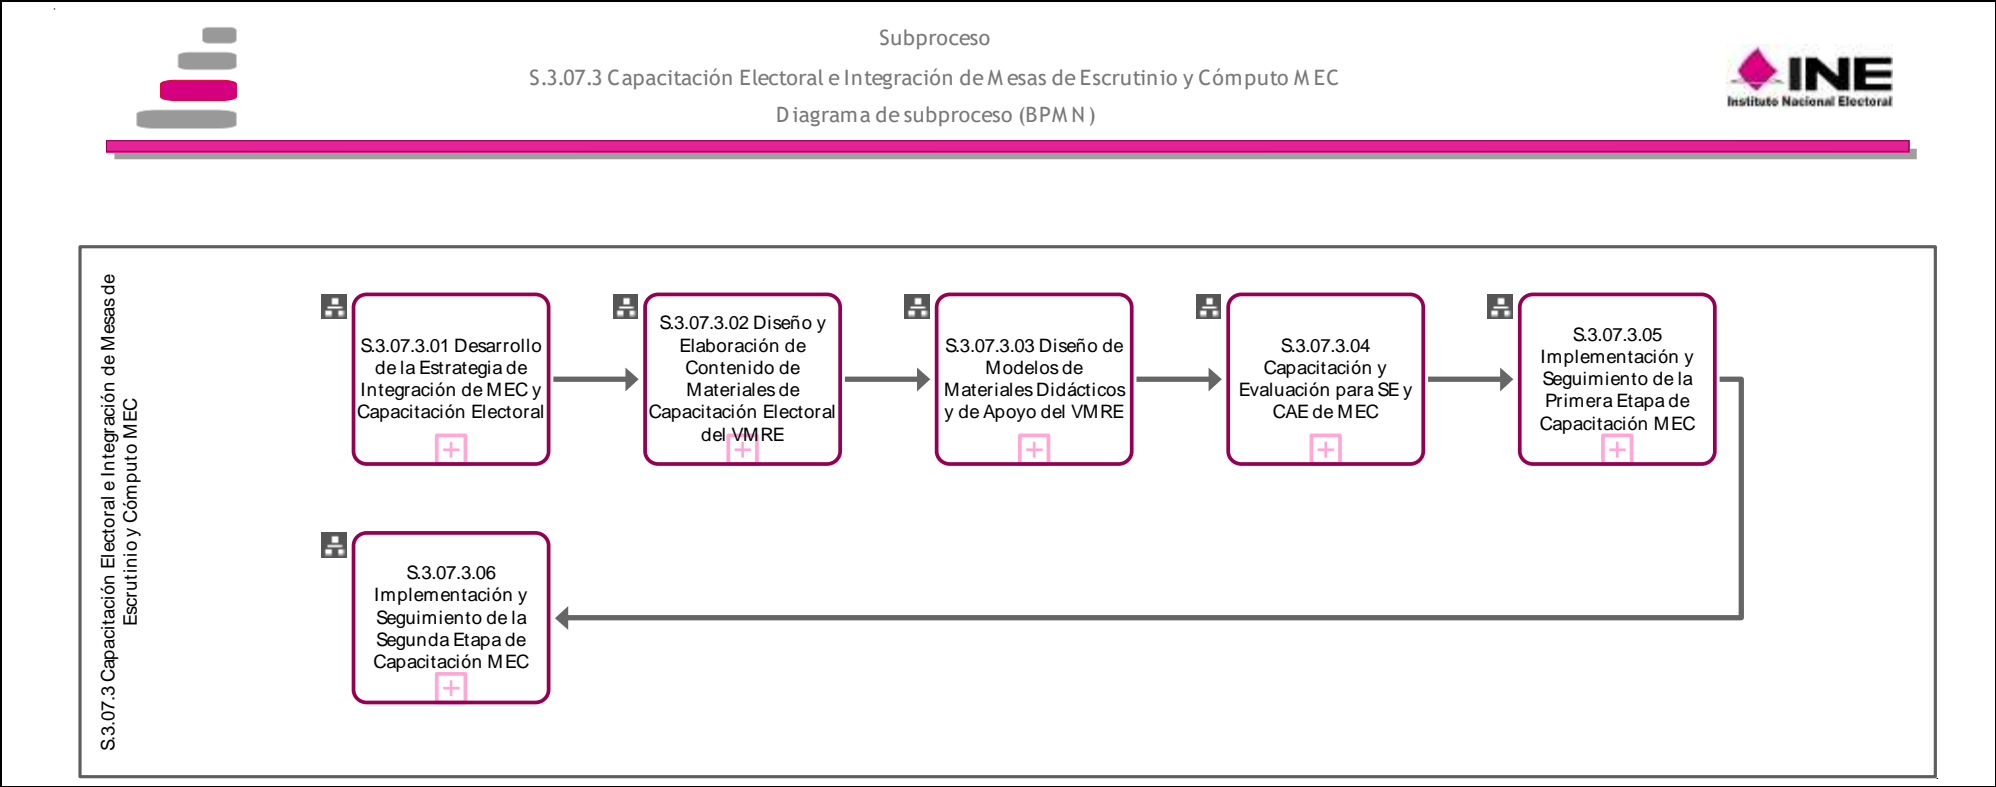 Subproceso
S.3.07.3 Capacitación Electoral e Integración de Mesas de Escrutinio y Cómputo MEC
Diagrama de subproceso (BPMN)
INE
Instituto Nacional Electoral
S.3.07.3 Capacitación Electoral e Integración de Mesas de
Escrutinio y Cómputo MEC
S.3.07.3.01 Desarrollo
de la Estrategia de
Integración de MEC y
Capacitación Electoral
S.3.07.3.02 Diseño y
Elaboración de
Contenido de
Materiales de
Capacitación Electoral
del VMRE
S.3.07.3.03 Diseño de
Modelos de
Materiales Didácticos
y de Apoyo del VMRE
S.3.07.3.04
Capacitación y
Evaluación para SE y
CAE de MEC
S.3.07.3.05
Implementación y
Seguimiento de la
Primera Etapa de
Capacitación MEC
S.3.07.3.06
Implementación y
Seguimiento de la
Segunda Etapa de
Capacitación MEC